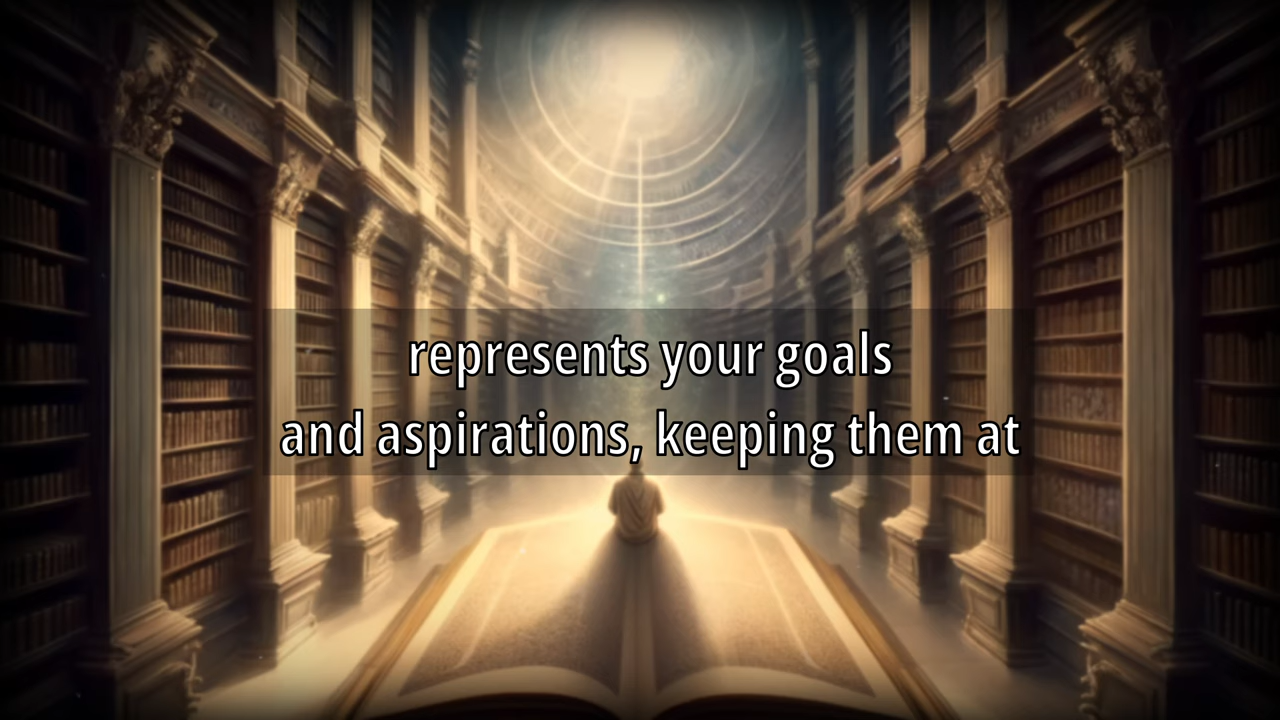 represents your goals
and aspirations, keeping them at